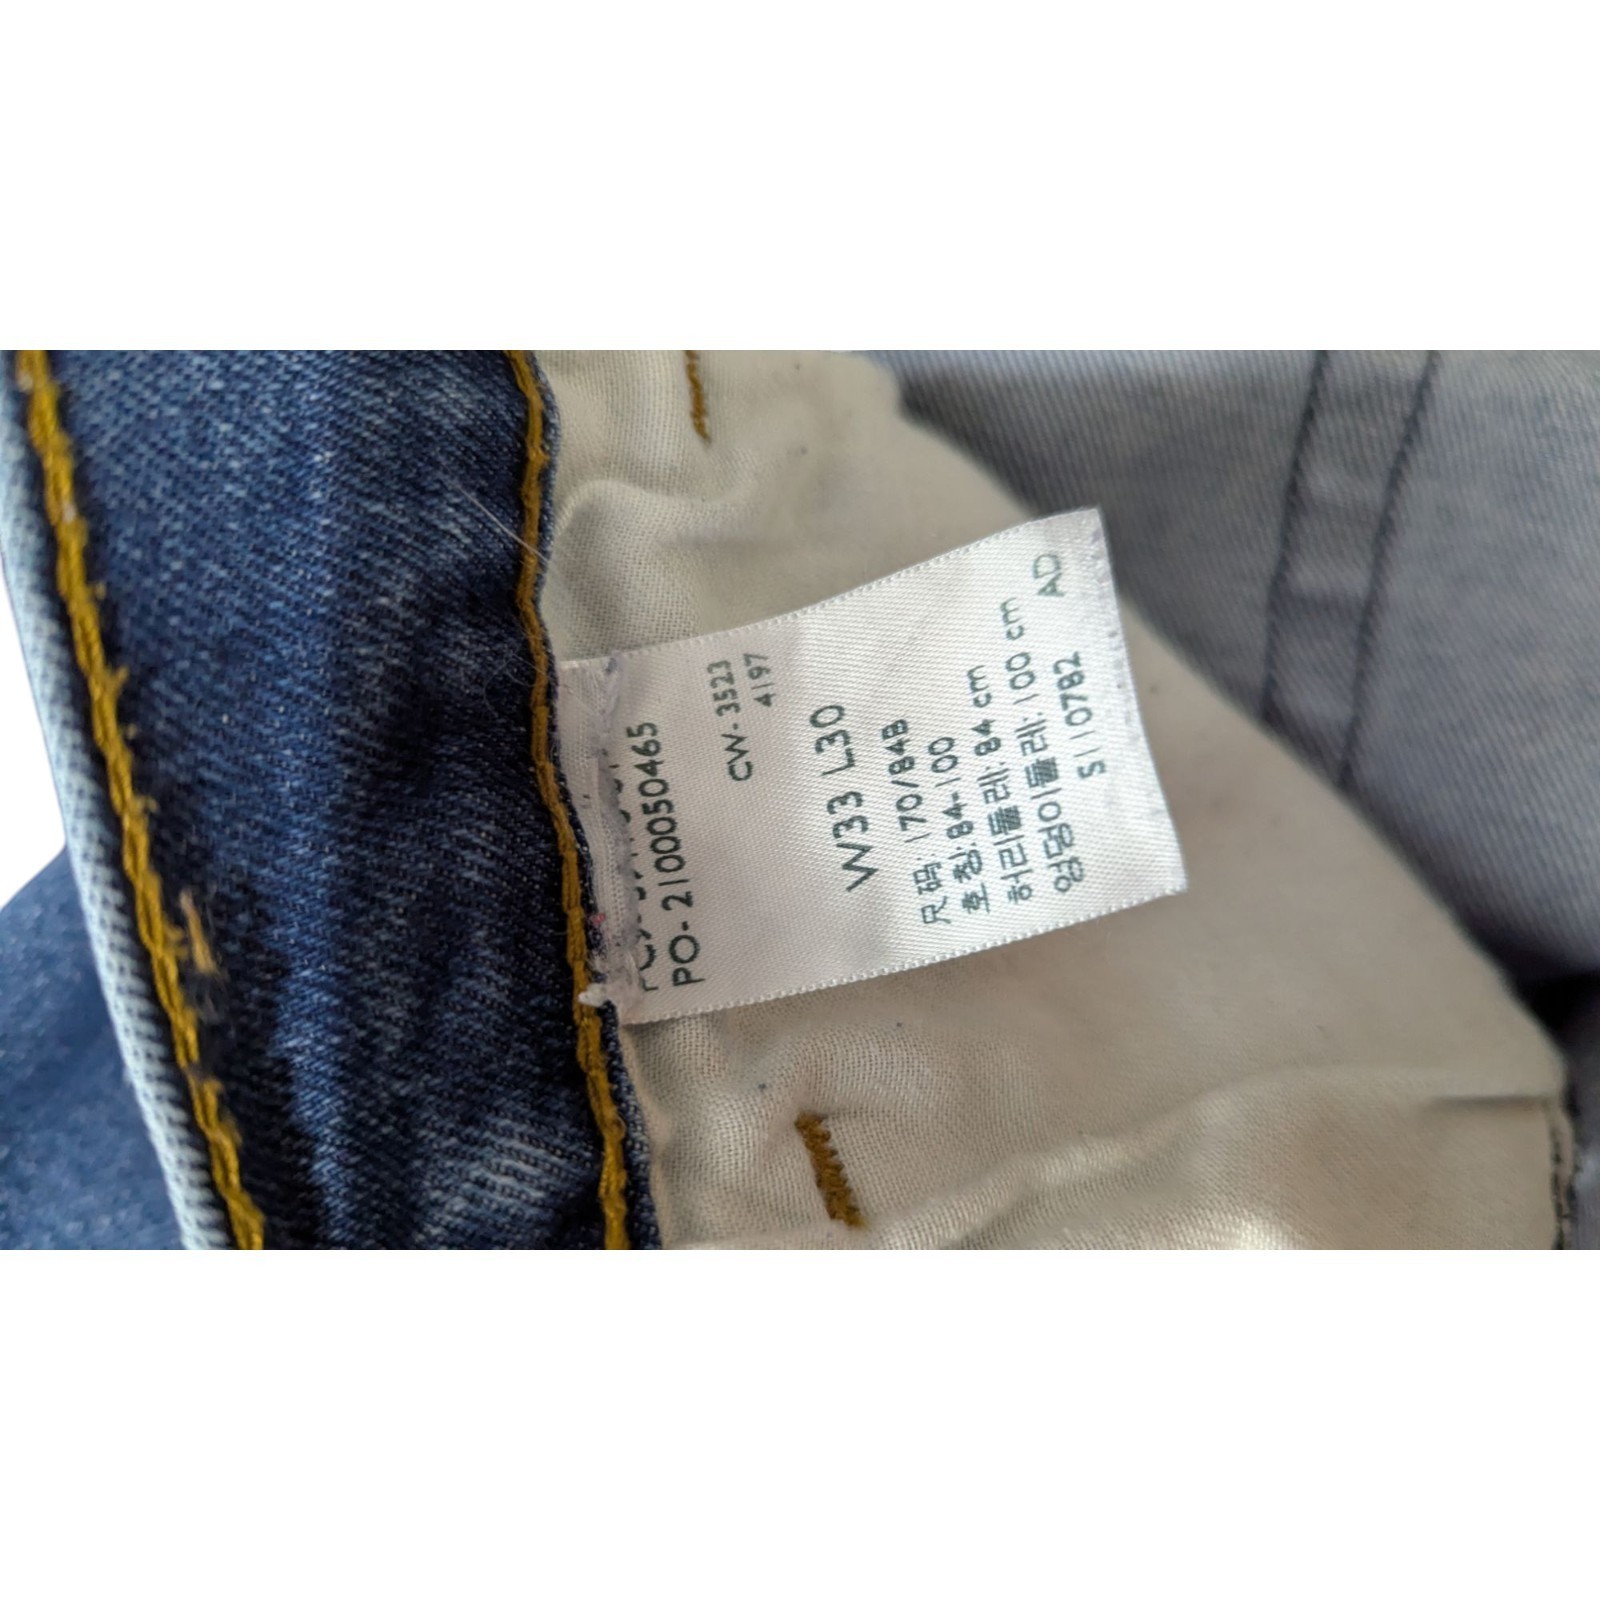 PO-2100050465
CW-3523
4197
W33 L30
尺码: 170/84B
호칭: 84-100
허리둘레: 84 cm
엉덩이둘레: 100 cm
S110782 AD